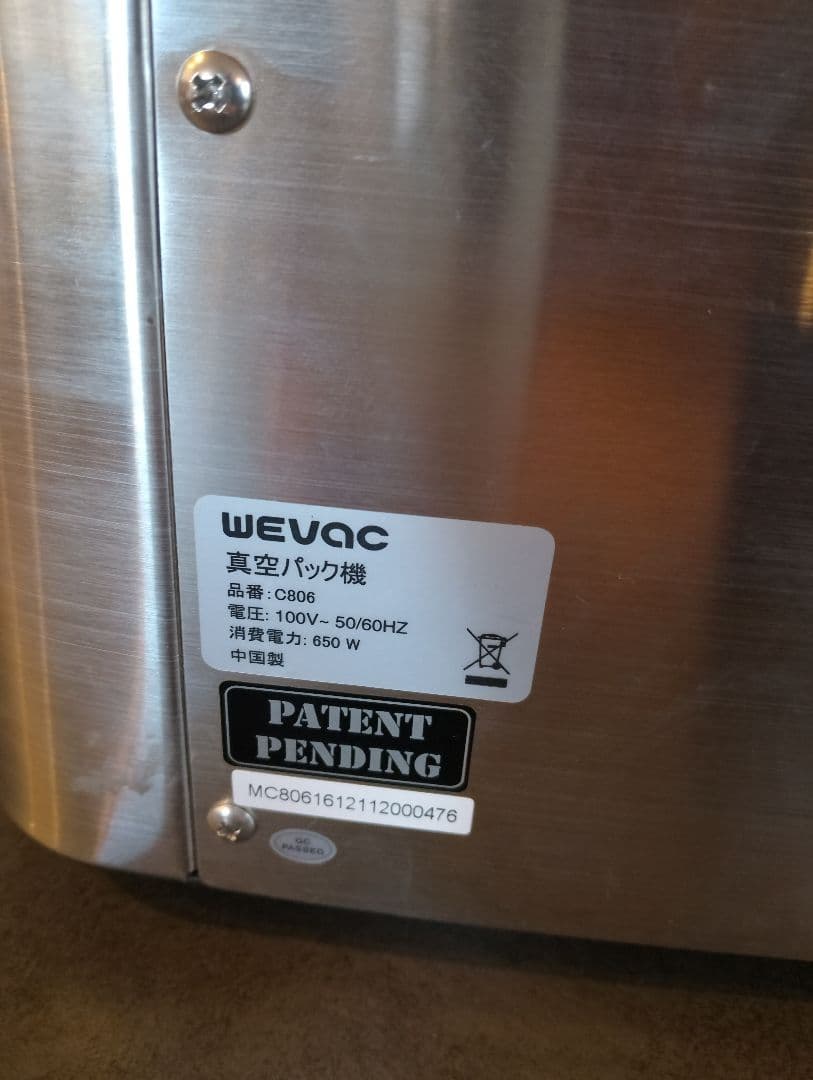 WEVAC
真空パック機
品番: C806
電圧: 100V~ 50/60HZ
消費電力: 650 W
中国製
PATENT
PENDING
MC8061612112000476
QC
PASSED